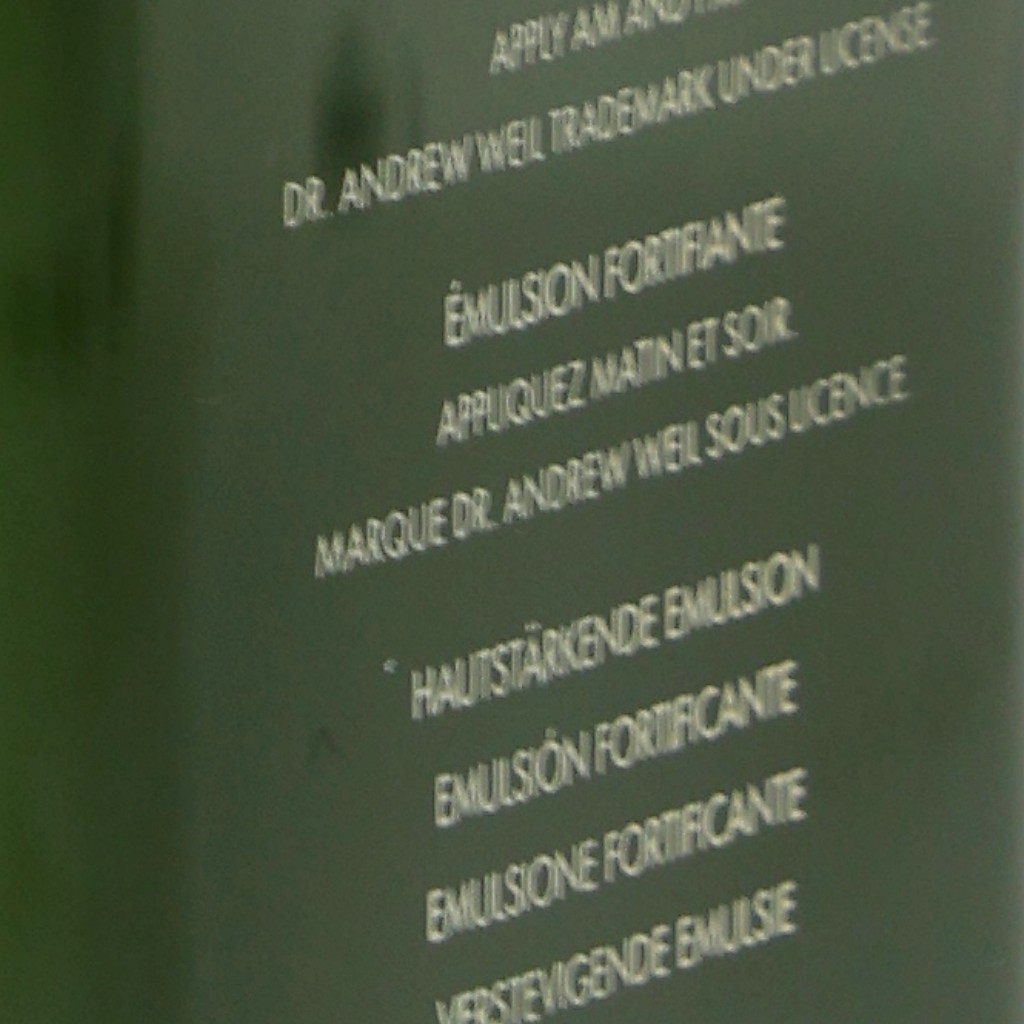 APPLY AM AND
DR. ANDREW WEIL TRADEMARK UNDER LICENSE
ÉMULSION FORTIFIANTE
APPLIQUEZ MATIN ET SOIR.
MARQUE DR. ANDREW WEIL SOUS LICENCE
HAUTSTÄRKENDE EMULSION
EMULSIÓN FORTIFICANTE
EMULSIONE FORTIFICANTE
VERSTEVIGENDE EMULSIE